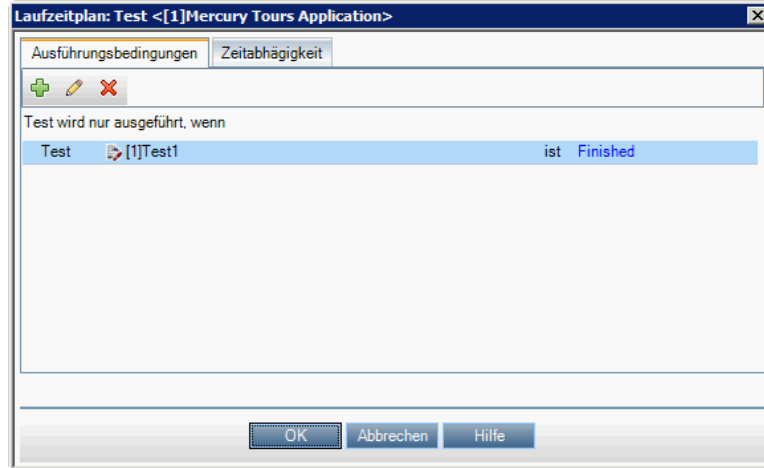 Laufzeitplan: Test <[1]Mercury Tours Application>
Ausführungsbedingungen Zeitabhägigkeit
Test wird nur ausgeführt, wenn
Test [1]Test1 ist Finished
OK Abbrechen Hilfe